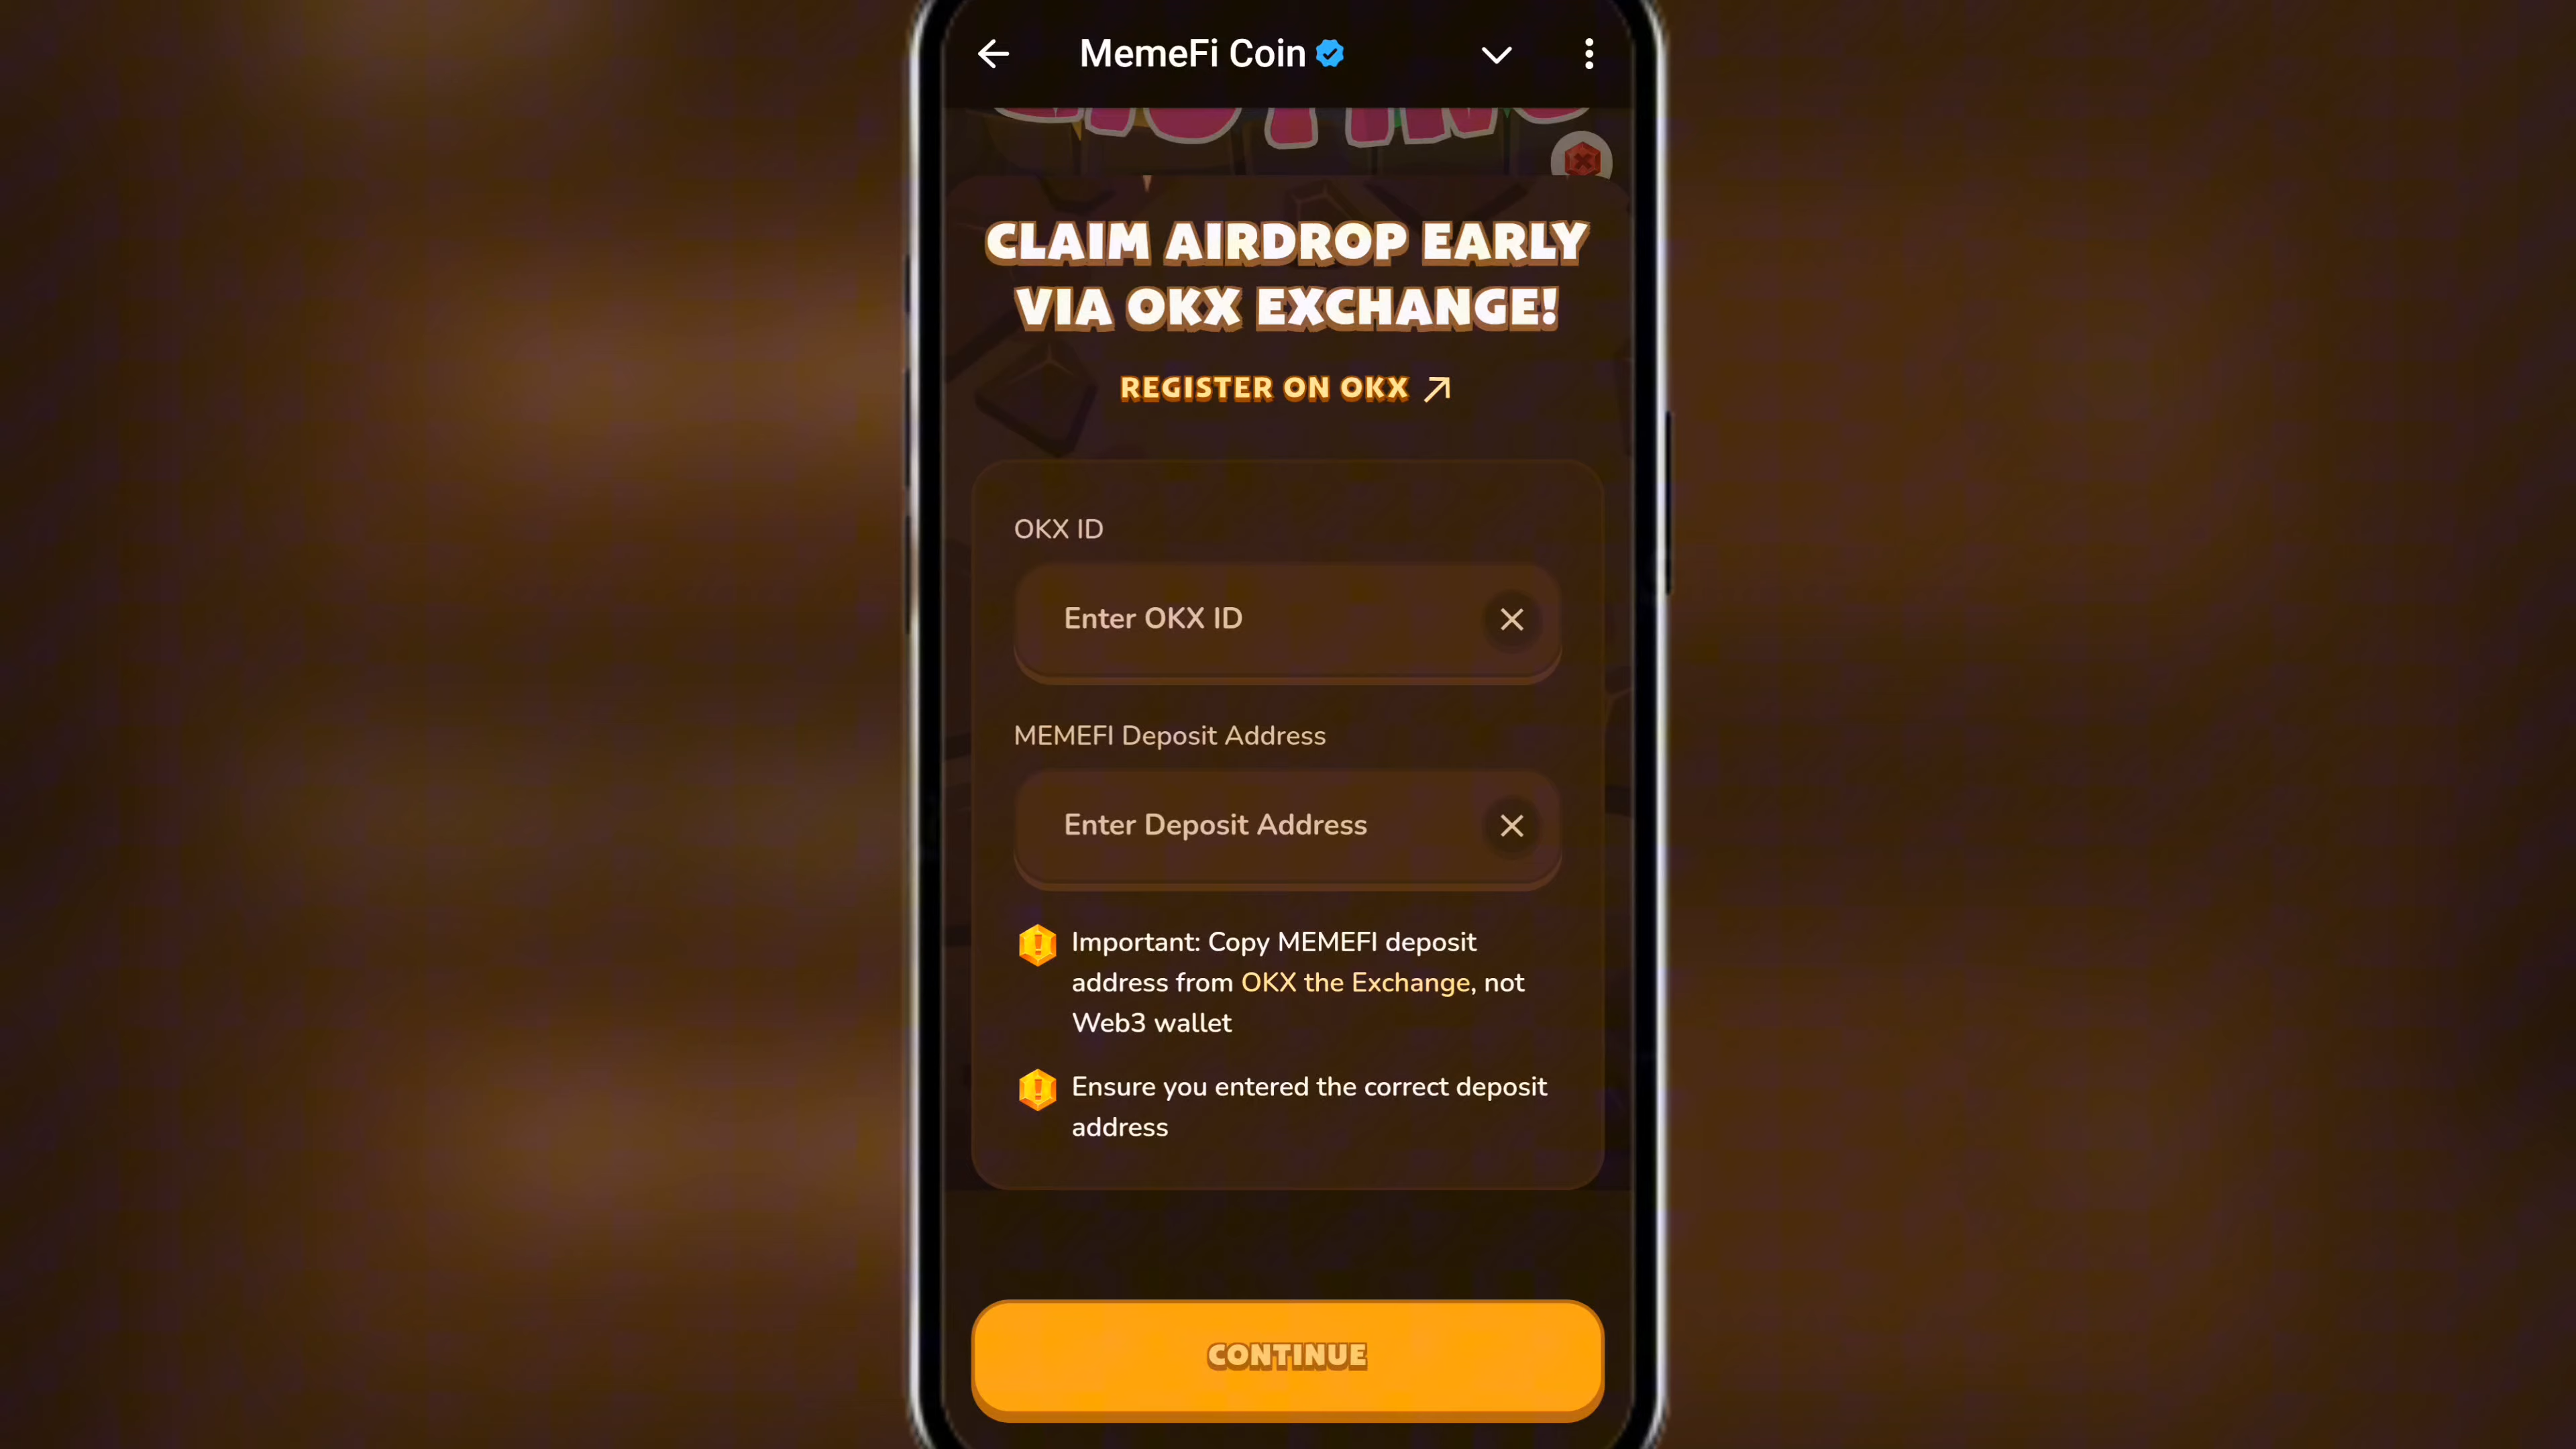 MemeFi Coin
CLAIM AIRDROP EARLY
VIA OKX EXCHANGE!
REGISTER ON OKX
OKX ID
Enter OKX ID
MEMEFI Deposit Address
Enter Deposit Address
Important: Copy MEMEFI deposit
address from OKX the Exchange, not
Web3 wallet
Ensure you entered the correct deposit
address
CONTINUE